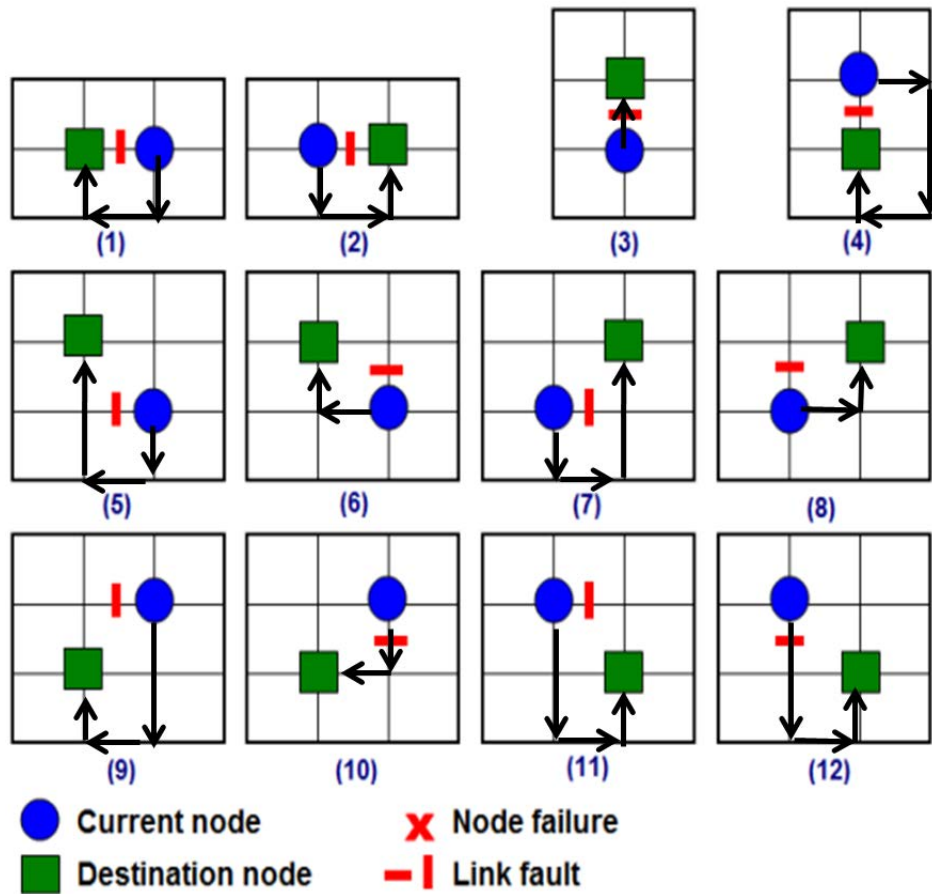 (1) (2) (3) (4)
(5) (6) (7) (8)
(9) (10) (11) (12)
Current node x Node failure
Destination node Link fault